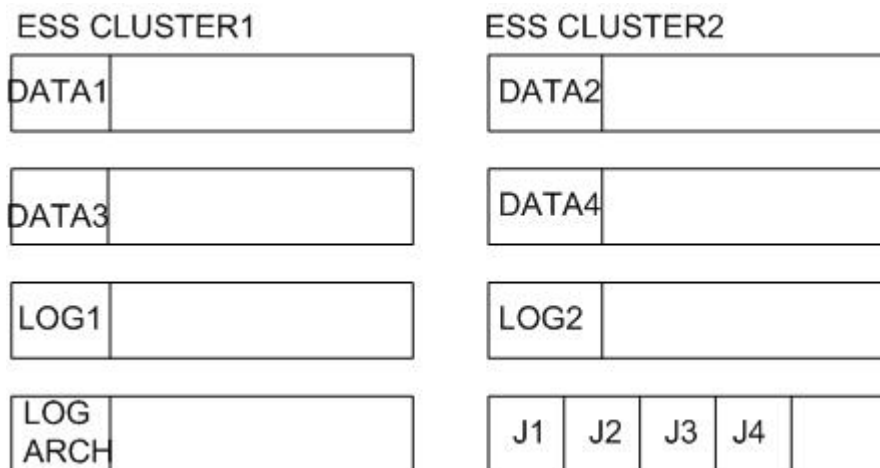 ESS CLUSTER1
ESS CLUSTER2
DATA1
DATA2
DATA3
DATA4
LOG1
LOG2
LOG
ARCH
J1 J2 J3 J4